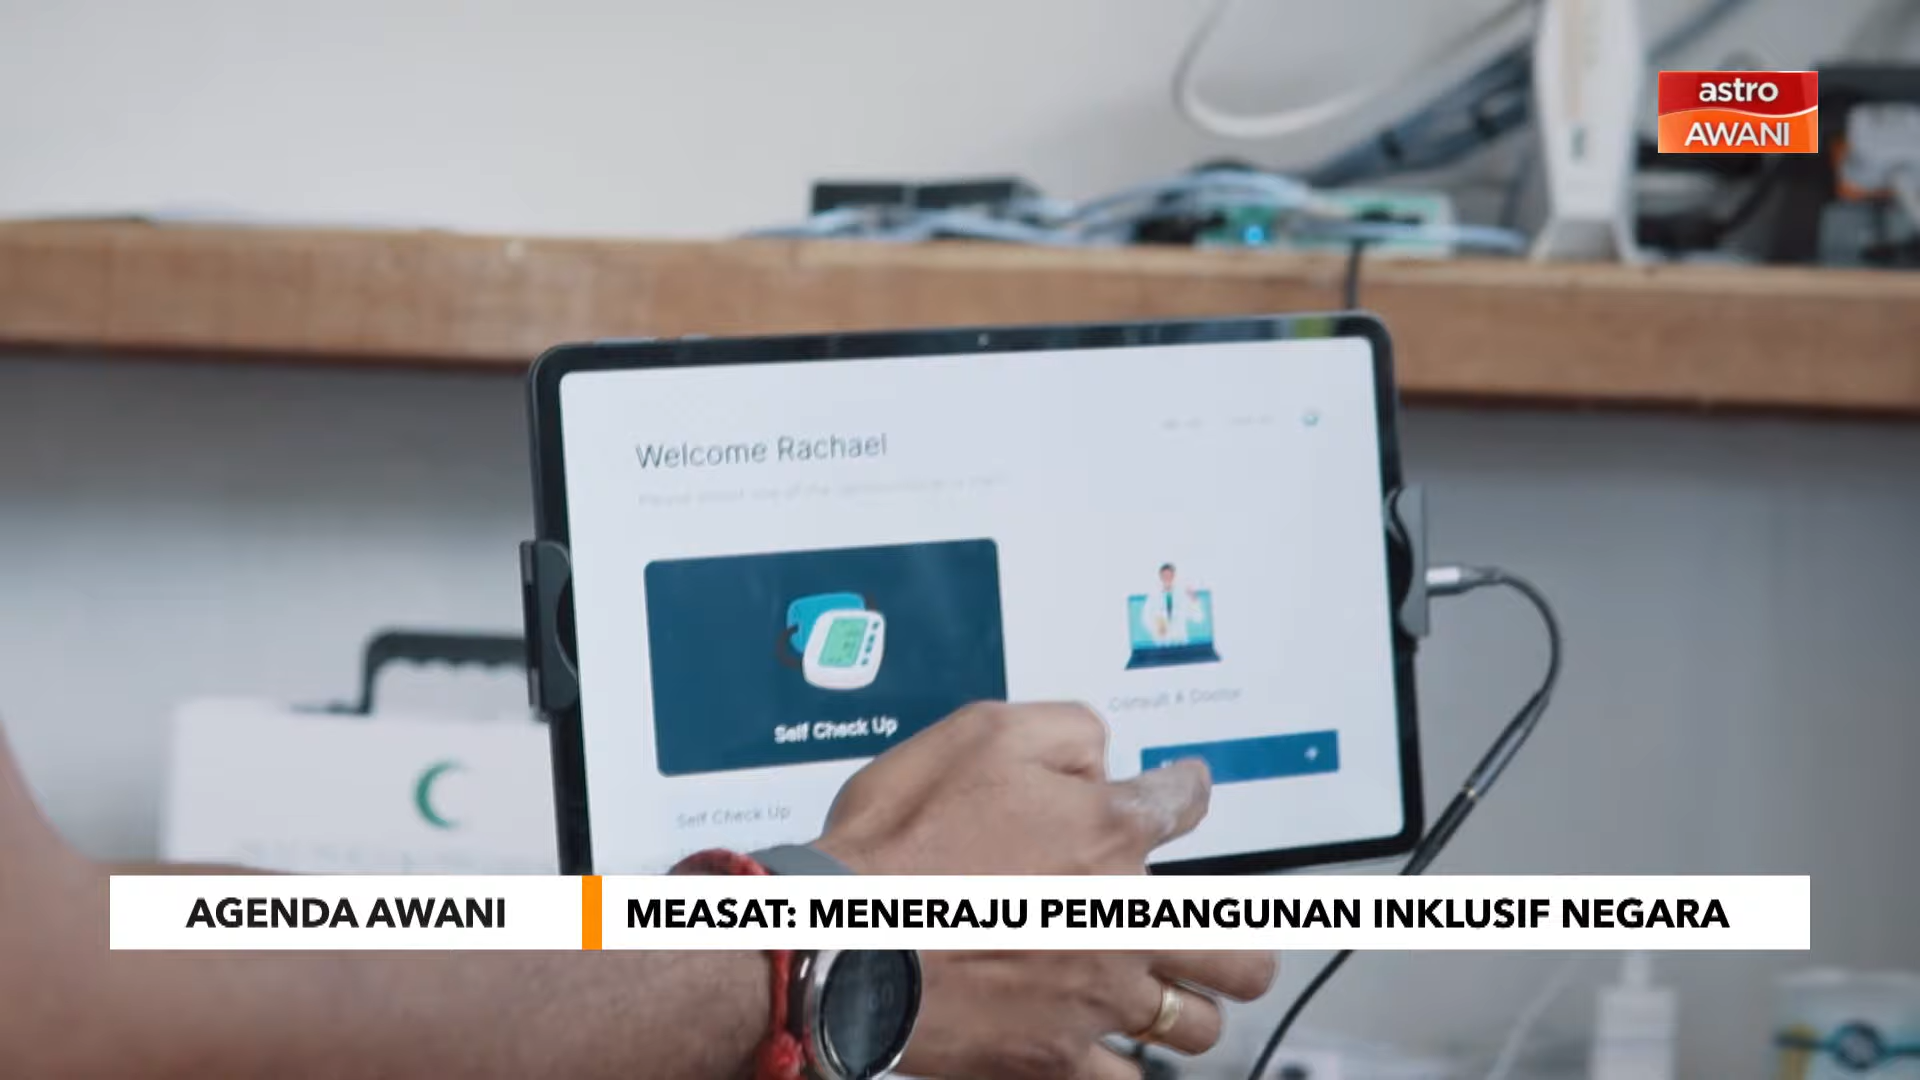 astro
AWANI
Welcome Rachael
Self Check Up
Consult A Doctor
Self Check Up
AGENDA AWANI
MEASAT: MENERAJU PEMBANGUNAN INKLUSIF NEGARA